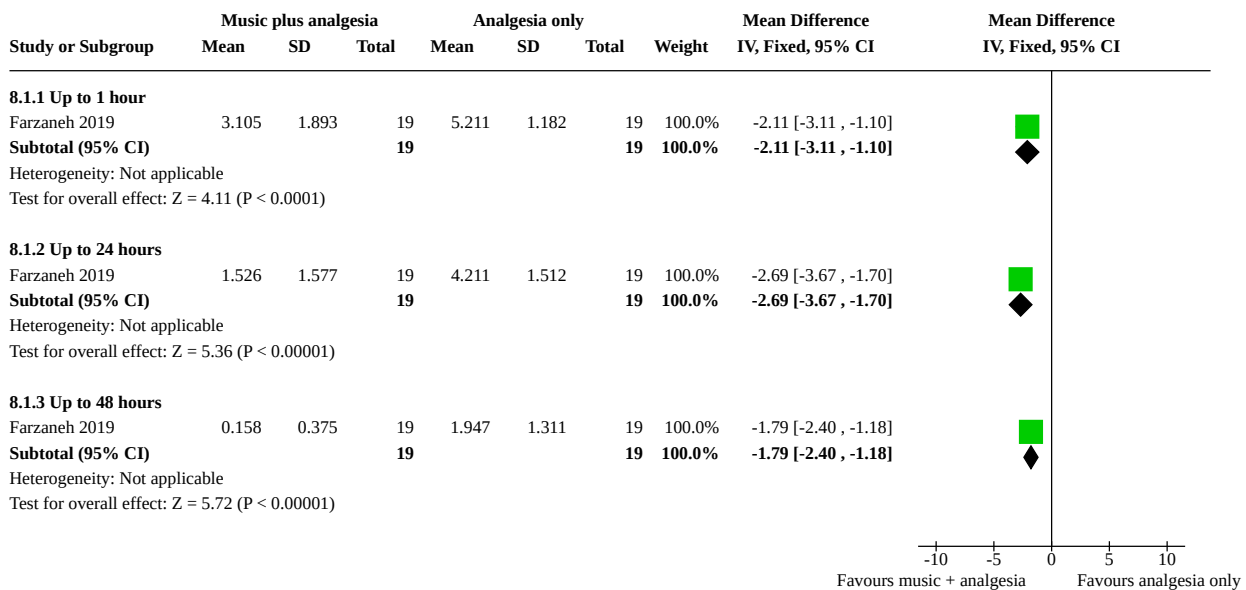 Music plus analgesia Analgesia only Mean Difference Mean Difference
Study or Subgroup Mean SD Total Mean SD Total Weight IV, Fixed, 95% CI IV, Fixed, 95% CI
8.1.1 Up to 1 hour
Farzaneh 2019 3.105 1.893 19 5.211 1.182 19 100.0% -2.11 [-3.11 , -1.10]
Subtotal (95% CI) 19 19 100.0% -2.11 [-3.11 , -1.10]
Heterogeneity: Not applicable
Test for overall effect: Z = 4.11 (P < 0.0001)
8.1.2 Up to 24 hours
Farzaneh 2019 1.526 1.577 19 4.211 1.512 19 100.0% -2.69 [-3.67 , -1.70]
Subtotal (95% CI) 19 19 100.0% -2.69 [-3.67 , -1.70]
Heterogeneity: Not applicable
Test for overall effect: Z = 5.36 (P < 0.00001)
8.1.3 Up to 48 hours
Farzaneh 2019 0.158 0.375 19 1.947 1.311 19 100.0% -1.79 [-2.40 , -1.18]
Subtotal (95% CI) 19 19 100.0% -1.79 [-2.40 , -1.18]
Heterogeneity: Not applicable
Test for overall effect: Z = 5.72 (P < 0.00001)
-10 -5 0 5 10
Favours music + analgesia Favours analgesia only